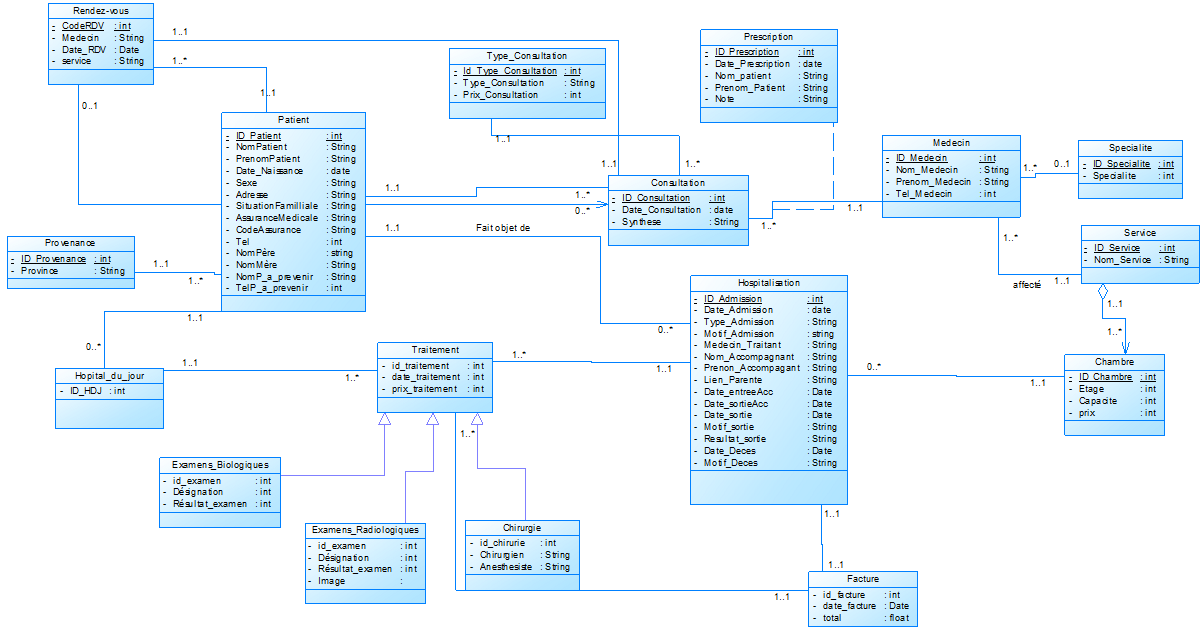 Rendez-vous
- CodeRDV : int
- Medecin : String
- Date_RDV : Date
- service : String
1..1
1..*
0..1
1..1
Type_Consultation
- Id_Type_Consultation : int
- Type_Consultation : String
- Prix_Consultation : int
1..1
1..1
1..*
Prescription
- ID_Prescription : int
- Date_Prescription : date
- Nom_patient : String
- Prenom_Patient : String
- Note : String
Patient
- ID_Patient : int
- NomPatient : String
- PrenomPatient : String
- Date_Naissance : date
- Sexe : String
- Adresse : String
- SituationFamilliale : String
- AssuranceMedicale : String
- CodeAssurance : String
- Tel : int
- NomPère : string
- NomMère : String
- NomP_a_prevenir : String
- TelP_a_prevenir : int
1..1
1..*
0..*
1..1
Fait objet de
0..*
Consultation
- ID_Consultation : int
- Date_Consultation : date
- Synthese : String
1..*
1..1
Medecin
- ID_Medecin : int
- Nom_Medecin : String
- Prenom_Medecin : String
- Tel_Medecin : int
1..*
0..1
Specialite
- ID_Specialite : int
- Specialite : int
1..*
affecté
1..1
Service
- ID_Service : int
- Nom_Service : String
1..1
1..*
Provenance
- ID_Provenance : int
- Province : String
1..1
1..*
1..1
0..*
Hopital_du_jour
- ID_HDJ : int
1..1
1..*
Traitement
- id_traitement : int
- date_traitement : int
- prix_traitement : int
1..*
1..1
1..*
Hospitalisation
- ID_Admission : int
- Date_Admission : date
- Type_Admission : String
- Motif_Admission : string
- Medecin_Traitant : String
- Nom_Accompagnant : String
- Prenon_Accompagant : String
- Lien_Parente : String
- Date_entreeAcc : Date
- Date_sortieAcc : Date
- Date_sortie : Date
- Motif_sortie : String
- Resultat_sortie : String
- Date_Deces : Date
- Motif_Deces : String
0..*
1..1
Chambre
- ID_Chambre : int
- Etage : int
- Capacite : int
- prix : int
Examens_Biologiques
- id_examen : int
- Désignation : int
- Résultat_examen : int
Examens_Radiologiques
- id_examen : int
- Désignation : int
- Résultat_examen : int
- Image :
Chirurgie
- id_chirurie : int
- Chirurgien : String
- Anesthesiste : String
1..1
1..1
1..1
Facture
- id_facture : int
- date_facture : Date
- total : float